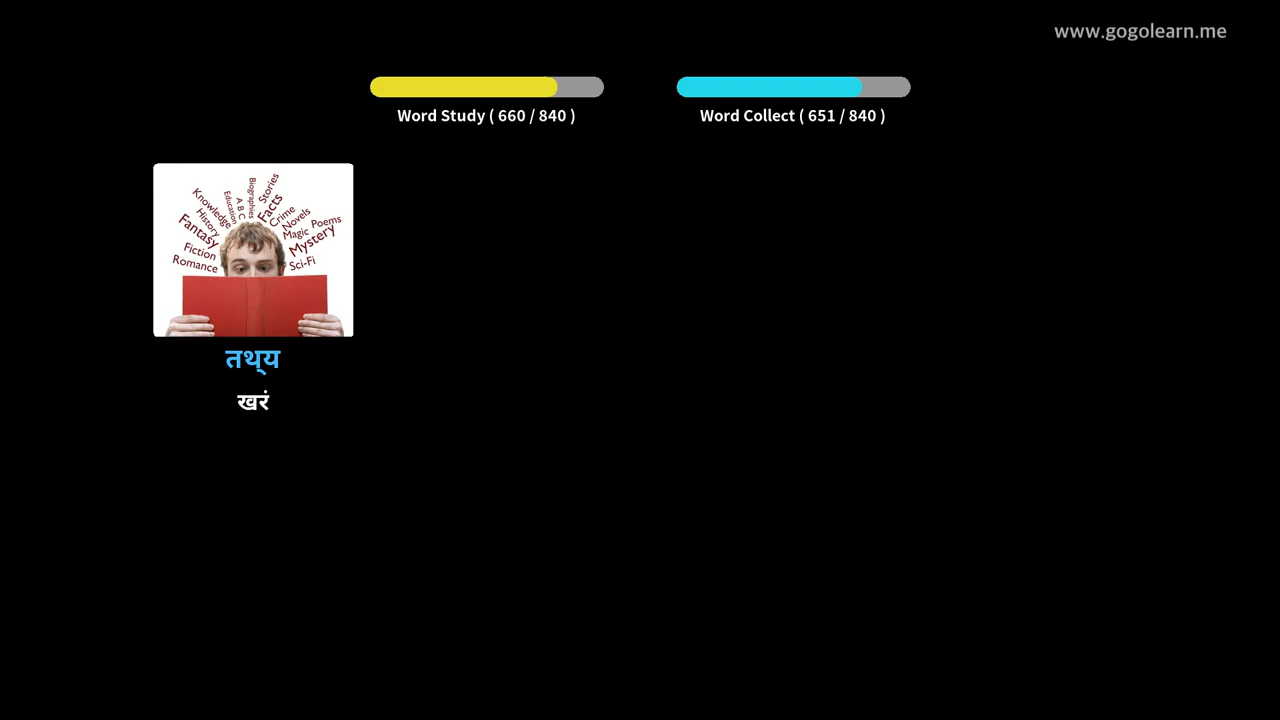 www.gogolearn.me
Word Study ( 660 / 840 )
Word Collect ( 651 / 840 )
Knowledge
History
Fantasy
Fiction
Romance
Education
A B C
Biographies
Stories
Facts
Crime
Novels
Magic
Poems
Mystery
Sci-Fi
तथ्‌य
खरं